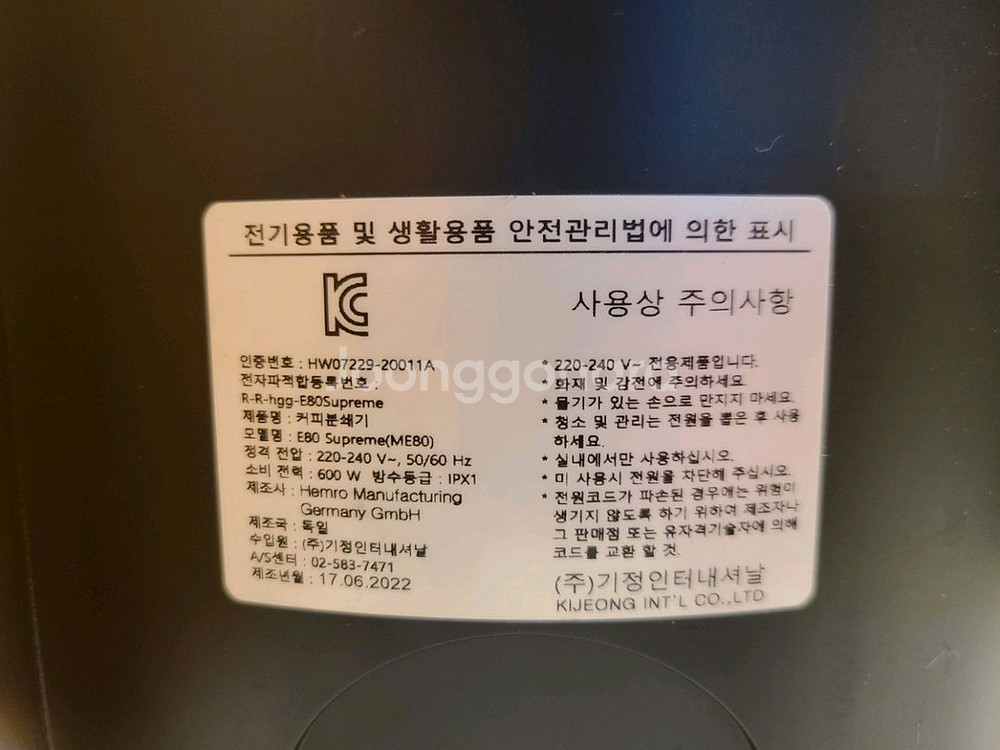 전기용품 및 생활용품 안전관리법에 의한 표시
KC
인증번호 : HW07229-20011A
전자파적합등록번호 :
R-R-hgg-E80Supreme
제품명 : 커피분쇄기
모델명 : E80 Supreme(ME80)
정격 전압 : 220-240 V~, 50/60 Hz
소비 전력 : 600 W 방수등급 : IPX1
제조사 : Hemro Manufacturing
Germany GmbH
제조국 : 독일
수입원 : (주)기정인터내셔날
A/S센터 : 02-583-7471
제조년월 : 17.06.2022
사용상 주의사항
* 220-240 V~ 전용제품입니다.
* 화재 및 감전에 주의하세요.
* 물기가 있는 손으로 만지지 마세요.
* 청소 및 관리는 전원을 뽑은 후 사용
하세요.
* 실내에서만 사용하십시오.
* 미 사용시 전원을 차단해 주십시오.
* 전원코드가 파손된 경우에는 위험이
생기지 않도록 하기 위하여 제조자나
그 판매점 또는 유자격기술자에 의해
코드를 교환 할 것.
(주)기정인터내셔날
KIJEONG INT'L CO.,LTD